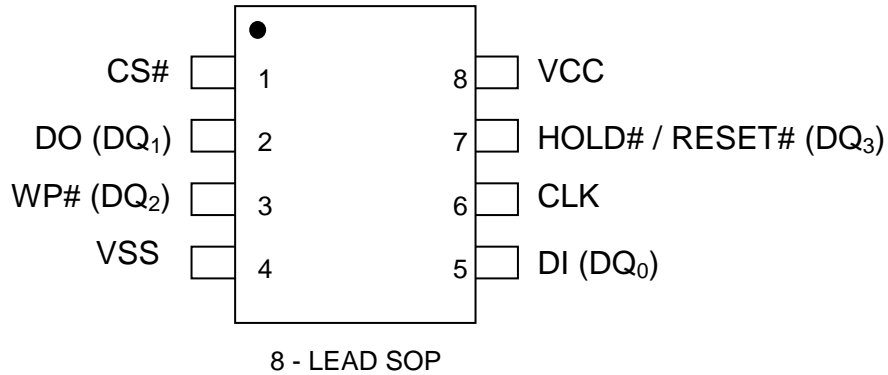 CS# 1 8 VCC
DO (DQ₁) 2 7 HOLD# / RESET# (DQ₃)
WP# (DQ₂) 3 6 CLK
VSS 4 5 DI (DQ₀)
8 - LEAD SOP